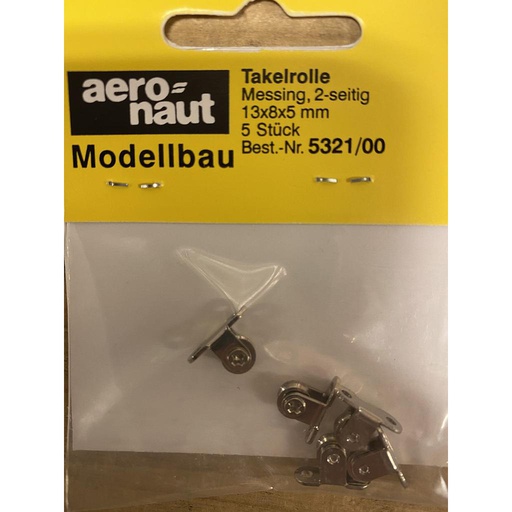 aero=
naut
Modellbau
Takelrolle
Messing, 2-seitig
13x8x5 mm
5 Stück
Best.-Nr. 5321/00